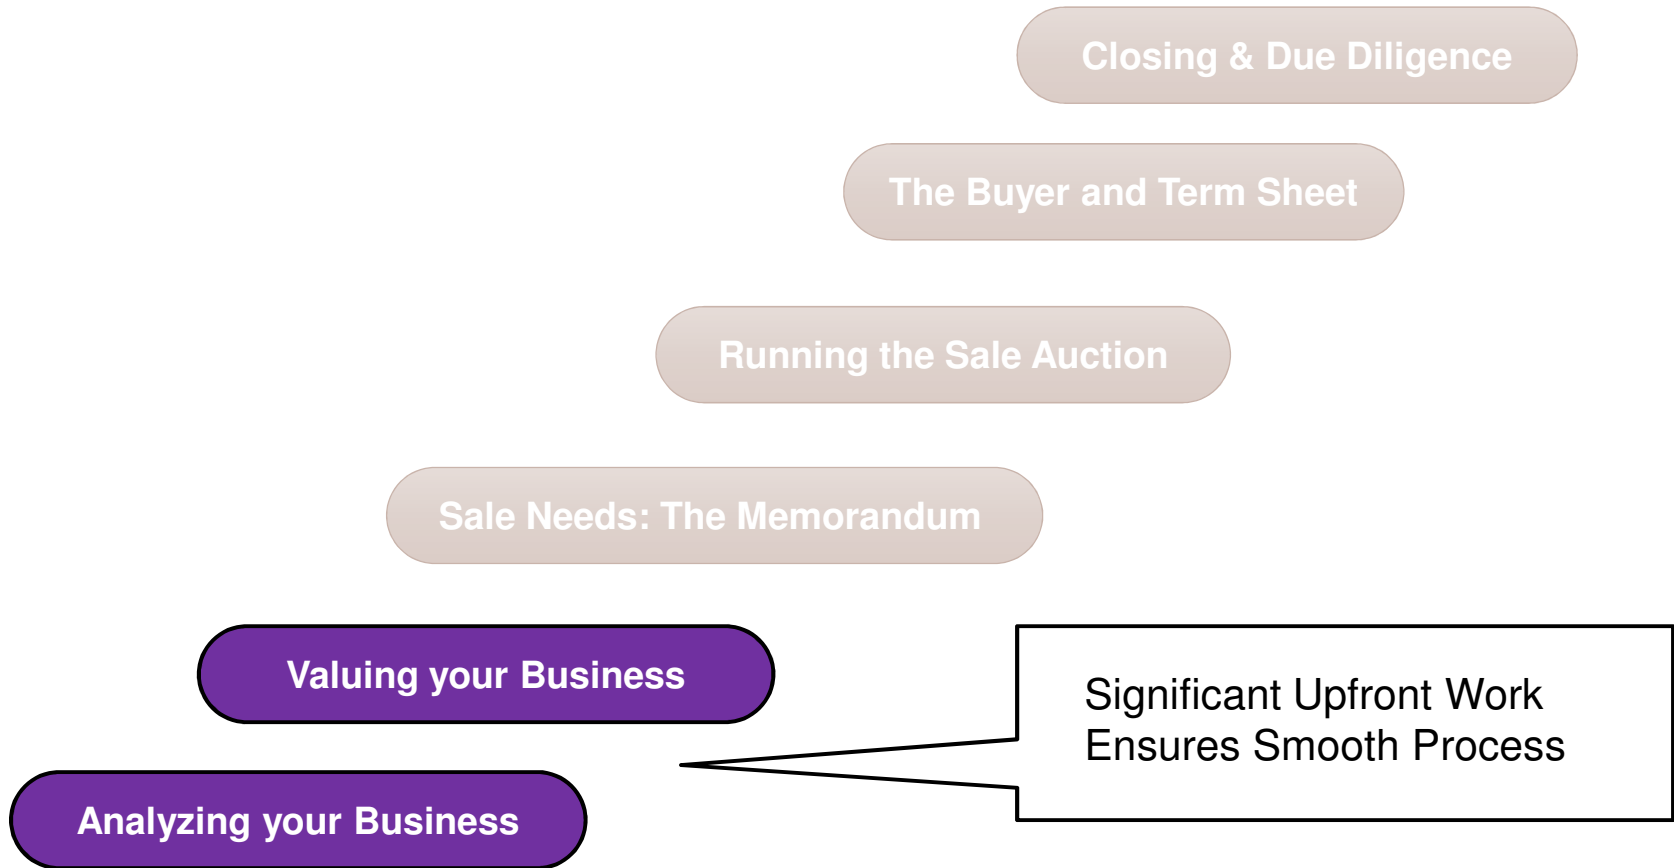 Closing & Due Diligence
The Buyer and Term Sheet
Running the Sale Auction
Sale Needs: The Memorandum
Valuing your Business
Significant Upfront Work
Ensures Smooth Process
Analyzing your Business